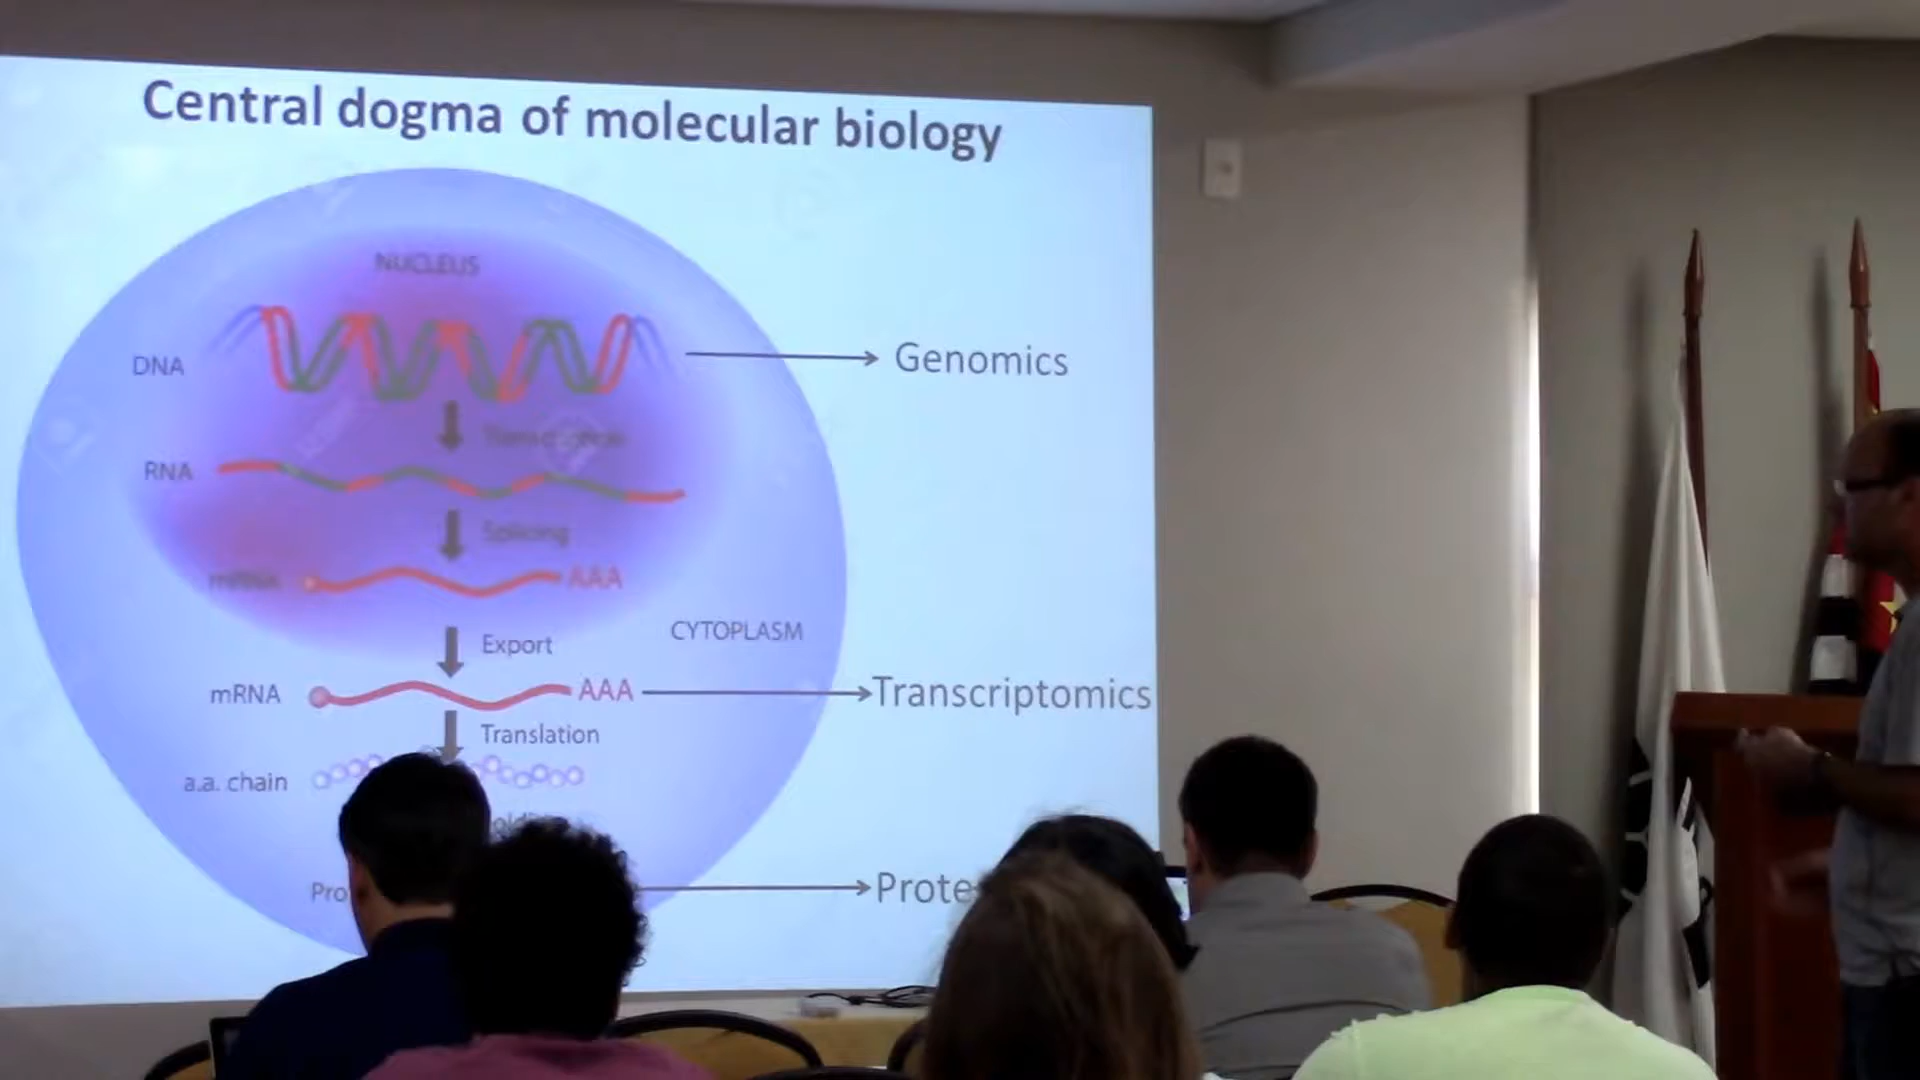 Central dogma of molecular biology
NUCLEUS
DNA
Genomics
Transcription
RNA
Splicing
mRNA
AAA
Export
CYTOPLASM
mRNA
AAA
Transcriptomics
Translation
a.a. chain